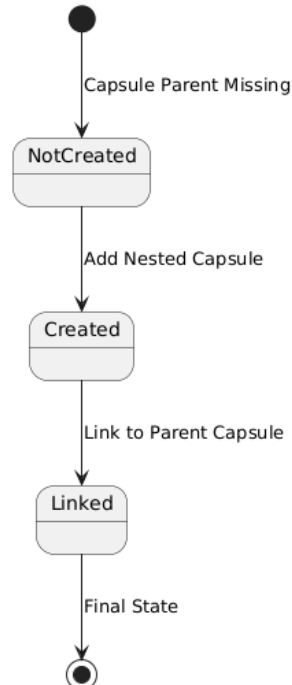 Capsule Parent Missing
NotCreated
Add Nested Capsule
Created
Link to Parent Capsule
Linked
Final State